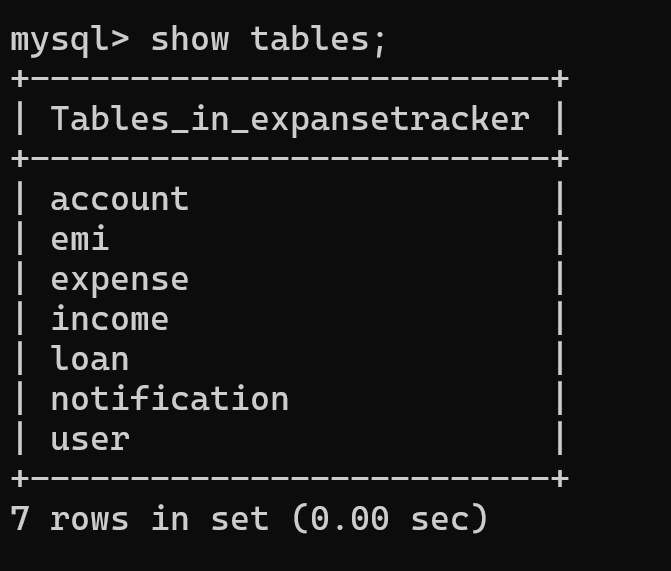 mysql> show tables;
+--------------------------+
| Tables_in_expansetracker |
+--------------------------+
| account                  |
| emi                      |
| expense                  |
| income                   |
| loan                     |
| notification             |
| user                     |
+--------------------------+
7 rows in set (0.00 sec)